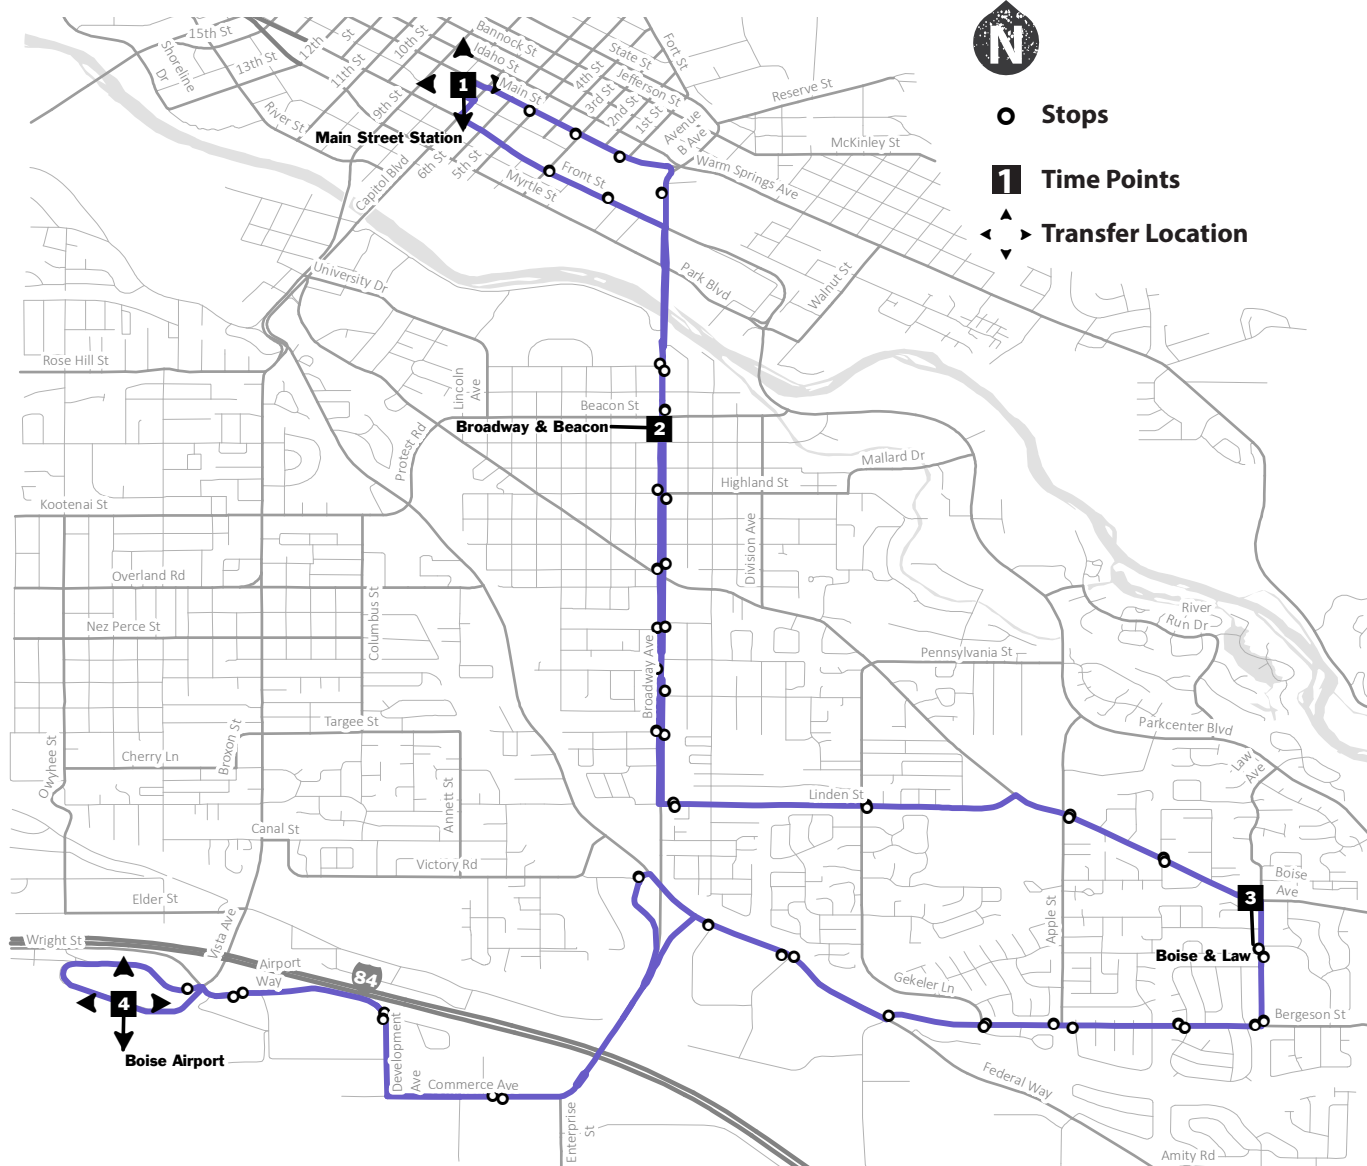 N
Stops
1 Time Points
Transfer Location
15th St
Shoreline
Dr
13th St
12th
St
11th St
10th St
9th St
River St
Bannock St
Idaho St
Main St
State St
Fort St
Jefferson St
4th St
3rd St
2nd St
1st St
Avenue
B Ave
Reserve St
McKinley St
Warm Springs Ave
1
Main Street Station
Capitol Blvd
6th St
5th St
Front St
Myrtle St
University Dr
Park Blvd
Walnut St
Rose Hill St
Lincoln
Ave
Beacon St
Broadway & Beacon
2
Protest Rd
Mallard Dr
Highland St
Kootenai St
Division Ave
Overland Rd
Columbus St
Nez Perce St
River
Run Dr
Pennsylvania St
Broadway Ave
Targee St
Parkcenter Blvd
Cherry Ln
Broxon St
Owyhee St
Law
Ave
Annett St
Linden St
Canal St
Victory Rd
Boise
Ave
3
Elder St
Apple St
Vista Ave
Wright St
Airport
Way
84
Boise & Law
Gekeler Ln
4
Boise Airport
Bergeson St
Development
Ave
Commerce Ave
Federal Way
Enterprise
St
Amity Rd